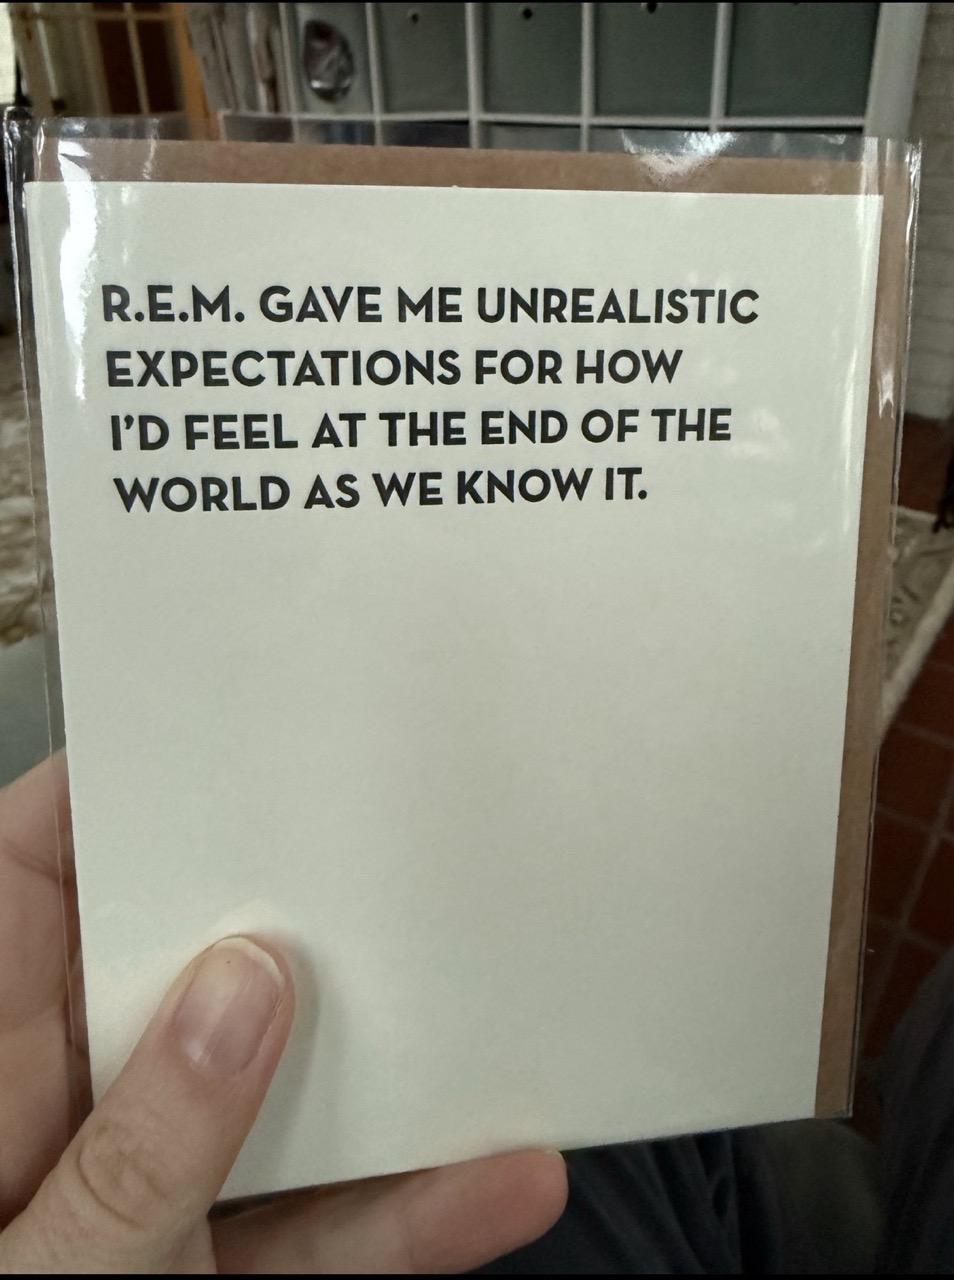 R.E.M. GAVE ME UNREALISTIC
EXPECTATIONS FOR HOW
I'D FEEL AT THE END OF THE
WORLD AS WE KNOW IT.